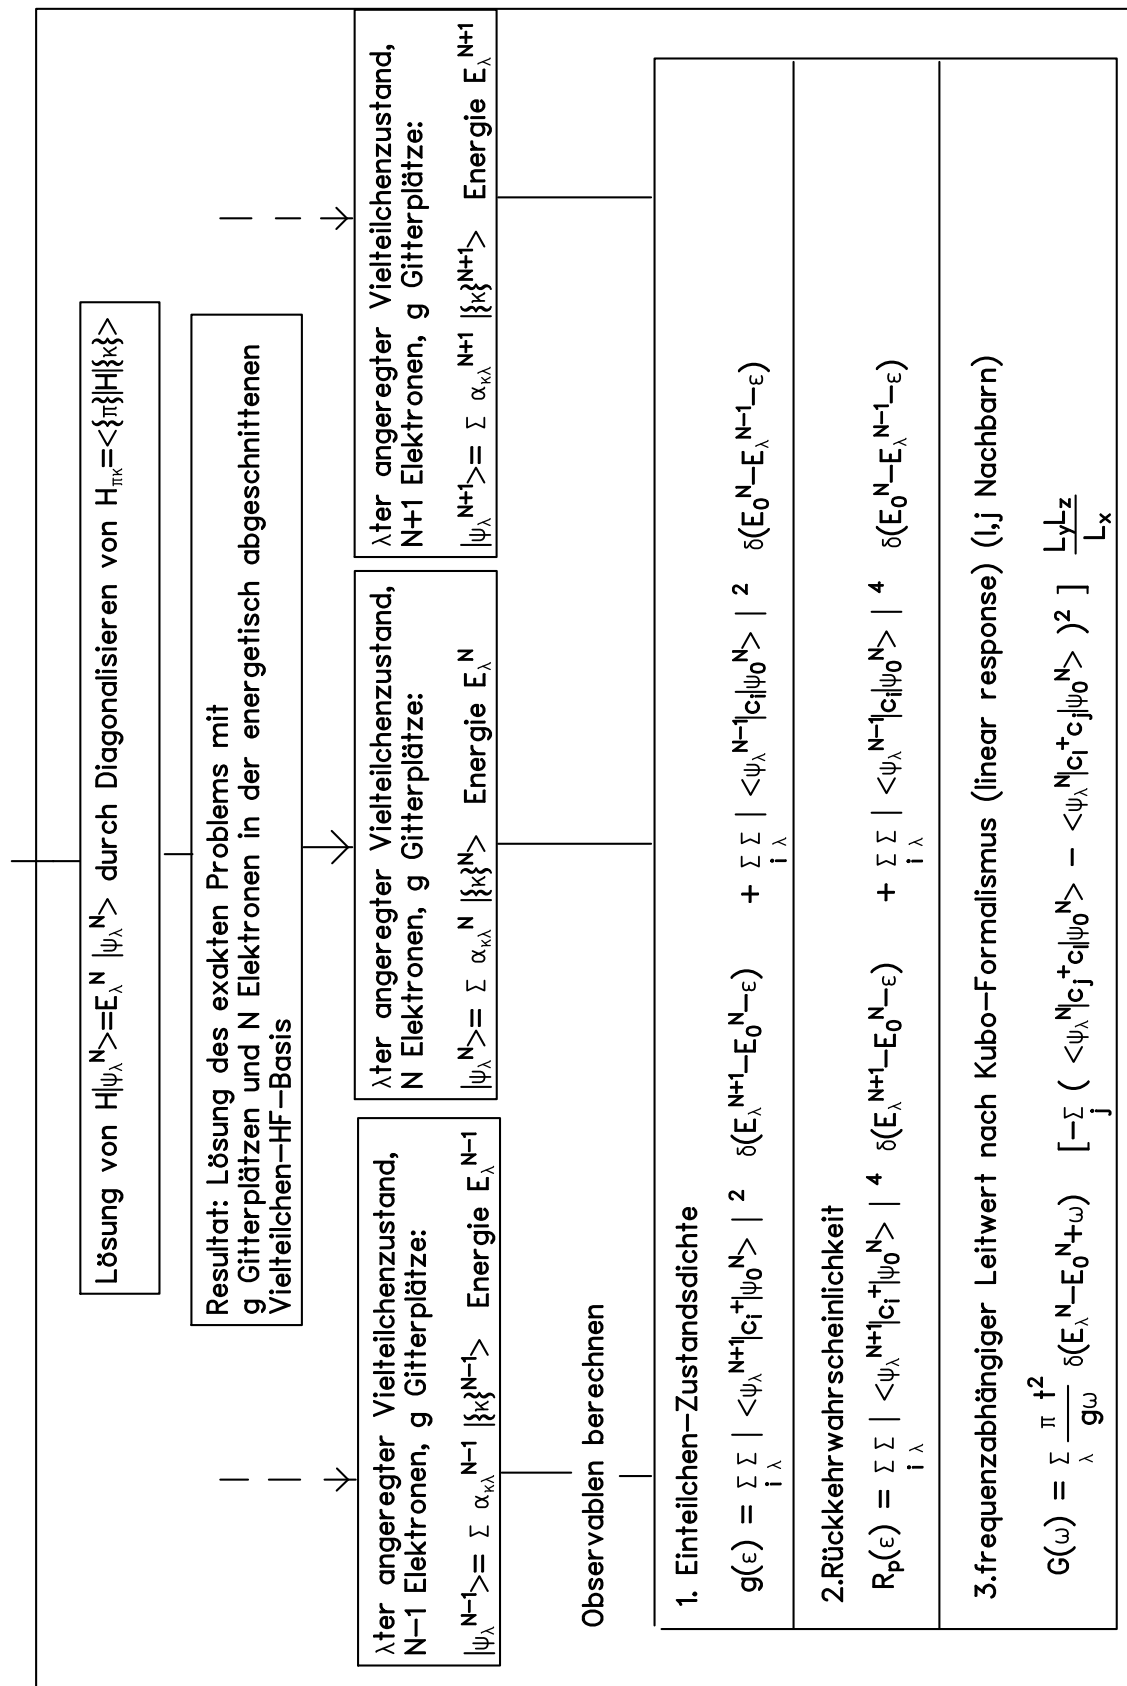 Lösung von H|ψ_λ^N>=E_λ^N |ψ_λ^N> durch Diagonalisieren von H_πκ=<{π}|H|{κ}>
Resultat: Lösung des exakten Problems mit
g Gitterplätzen und N Elektronen in der energetisch abgeschnittenen
Vielteilchen−HF−Basis
λter angeregter Vielteilchenzustand,
N−1 Elektronen, g Gitterplätze:
|ψ_λ^N−1>= Σ α_κλ^N−1 |{κ}^N−1> Energie E_λ^N−1
λter angeregter Vielteilchenzustand,
N Elektronen, g Gitterplätze:
|ψ_λ^N>= Σ α_κλ^N |{κ}^N> Energie E_λ^N
λter angeregter Vielteilchenzustand,
N+1 Elektronen, g Gitterplätze:
|ψ_λ^N+1>= Σ α_κλ^N+1 |{κ}^N+1> Energie E_λ^N+1
Observablen berechnen
1. Einteilchen−Zustandsdichte
g(ε) = Σ_i Σ_λ | <ψ_λ^N+1|c_i^+|ψ_0^N> |^2 δ(E_λ^N+1−E_0^N−ε) + Σ_i Σ_λ | <ψ_λ^N−1|c_i|ψ_0^N> |^2 δ(E_0^N−E_λ^N−1−ε)
2.Rückkehrwahrscheinlichkeit
R_p(ε) = Σ_i Σ_λ | <ψ_λ^N+1|c_i^+|ψ_0^N> |^4 δ(E_λ^N+1−E_0^N−ε) + Σ_i Σ_λ | <ψ_λ^N−1|c_i|ψ_0^N> |^4 δ(E_0^N−E_λ^N−1−ε)
3.frequenzabhängiger Leitwert nach Kubo−Formalismus (linear response) (l,j Nachbarn)
G(ω) = Σ_λ (π t^2)/(gω) δ(E_λ^N−E_0^N+ω) [−Σ_j ( <ψ_λ^N|c_j^+c_l|ψ_0^N> − <ψ_λ^N|c_l^+c_j|ψ_0^N> )^2 ] (L_yL_z)/(L_x)